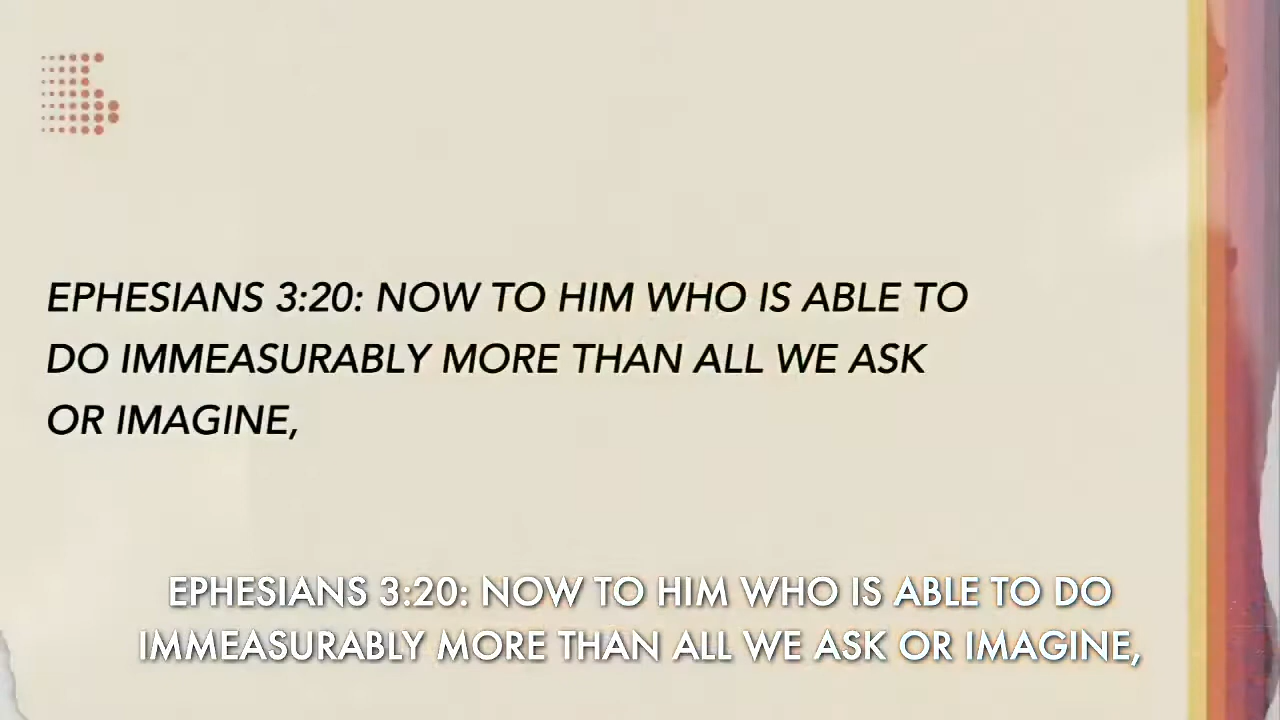 EPHESIANS 3:20: NOW TO HIM WHO IS ABLE TO
DO IMMEASURABLY MORE THAN ALL WE ASK
OR IMAGINE,
EPHESIANS 3:20: NOW TO HIM WHO IS ABLE TO DO
IMMEASURABLY MORE THAN ALL WE ASK OR IMAGINE,